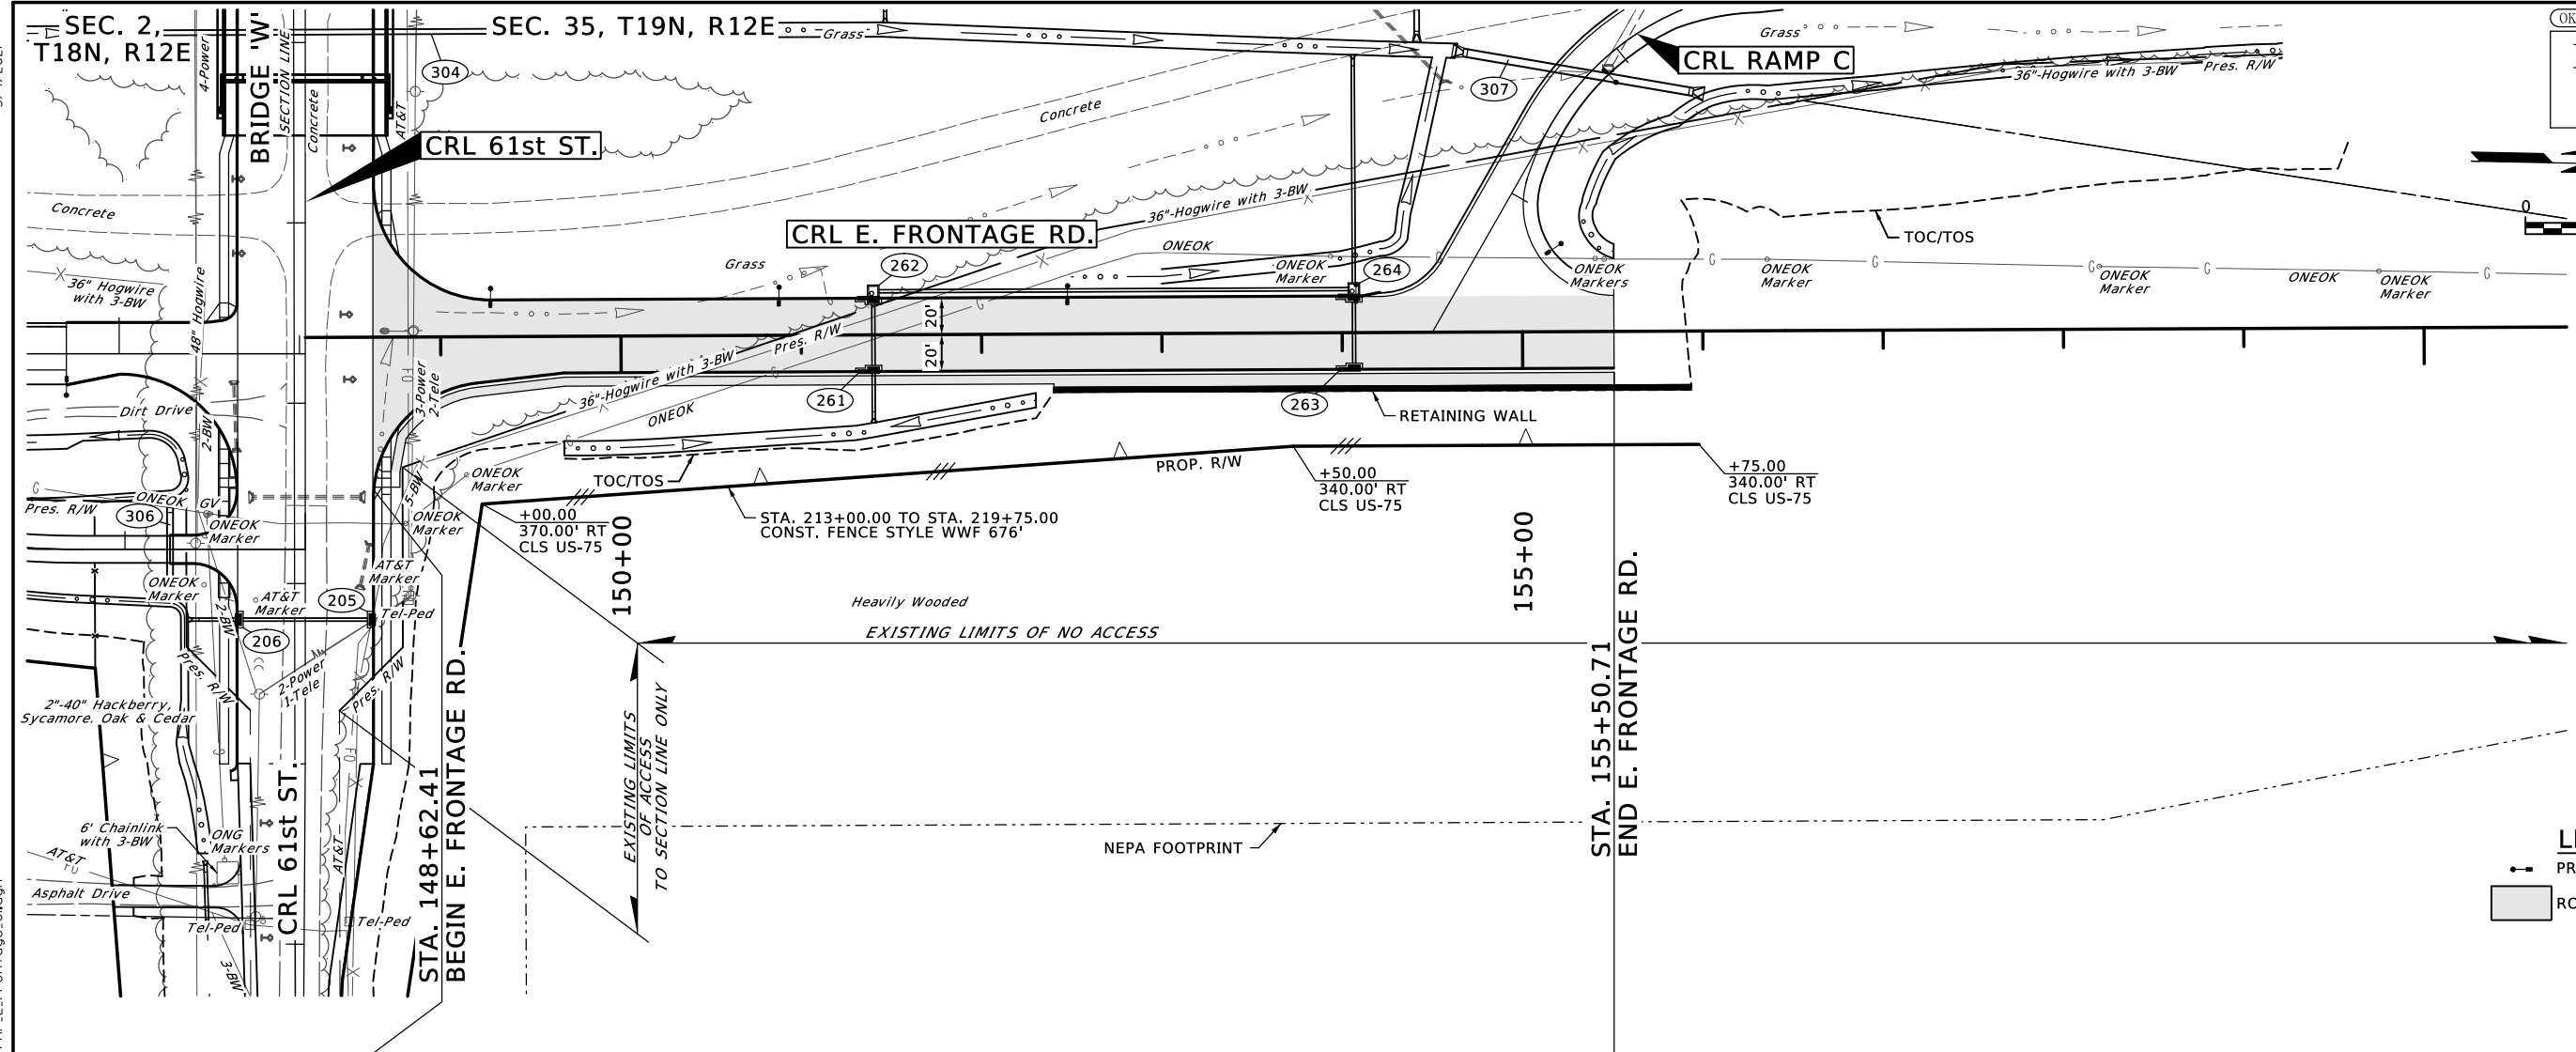 SEC. 2,
T18N, R12E
SEC. 35, T19N, R12E
BRIDGE 'W'
SECTION LINE
4-Power
Concrete
AT&T
304
Grass
Grass
CRL RAMP C
307
36"-Hogwire with 3-BW
Pres. R/W
Concrete
CRL 61st ST.
0
Concrete
36"-Hogwire with 3-BW
CRL E. FRONTAGE RD.
ONEOK
TOC/TOS
Grass
262
ONEOK
Marker
264
G
ONEOK
Markers
G
ONEOK
Marker
G
G
ONEOK
Marker
G
ONEOK
ONEOK
Marker
G
36" Hogwire
with 3-BW
48" Hogwire
G
20'
20'
Pres. R/W
36"-Hogwire with 3-BW
G
3-Power
2-Tele
FO
Dirt Drive
2-BW
ONEOK
G
261
263
RETAINING WALL
TOC/TOS
PROP. R/W
+50.00
340.00' RT
CLS US-75
+75.00
340.00' RT
CLS US-75
G
Pres. R/W
ONEOK
GV
306
ONEOK
Marker
5-BW
ONEOK
Marker
ONEOK
Marker
+00.00
370.00' RT
CLS US-75
STA. 213+00.00 TO STA. 219+75.00
CONST. FENCE STYLE WWF 676'
150+00
155+00
ONEOK
Marker
AT&T
Marker
AT&T
Marker
205
Tel-Ped
2-BW
206
Heavily Wooded
EXISTING LIMITS OF NO ACCESS
Pres. R/W
2-Power
1-Tele
Pres. R/W
2"-40" Hackberry,
Sycamore, Oak & Cedar
FO
EXISTING LIMITS
OF ACCESS
TO SECTION LINE ONLY
STA. 148+62.41
BEGIN E. FRONTAGE RD.
STA. 155+50.71
END E. FRONTAGE RD.
NEPA FOOTPRINT
6' Chainlink
with 3-BW
ONG
Markers
CRL 61st ST.
AT&T
AT&T
FO
Asphalt Drive
Tel-Ped
Tel-Ped
3-BW